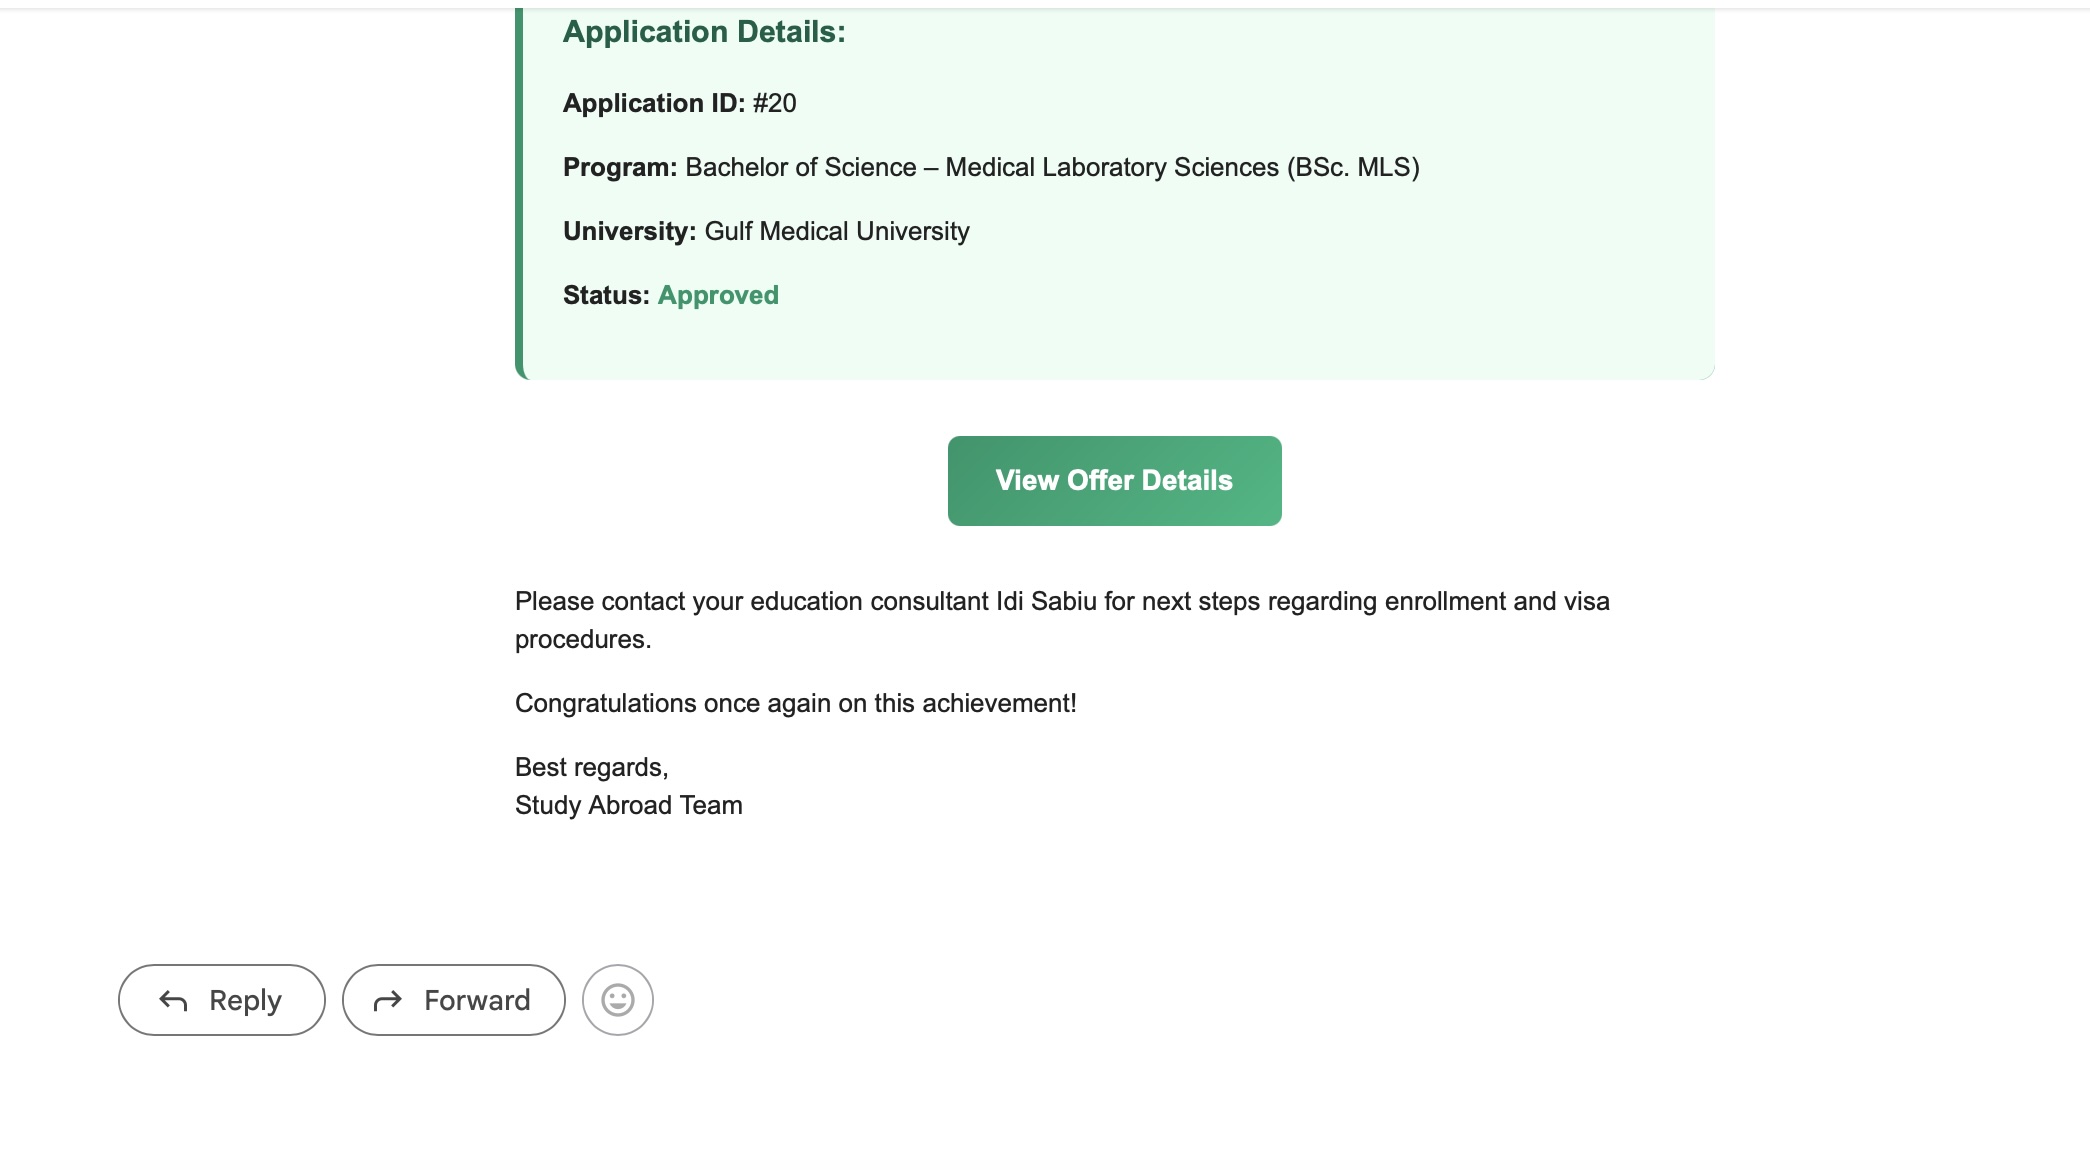 Application Details:
Application ID: #20
Program: Bachelor of Science – Medical Laboratory Sciences (BSc. MLS)
University: Gulf Medical University
Status: Approved
View Offer Details
Please contact your education consultant Idi Sabiu for next steps regarding enrollment and visa
procedures.
Congratulations once again on this achievement!
Best regards,
Study Abroad Team
Reply
Forward